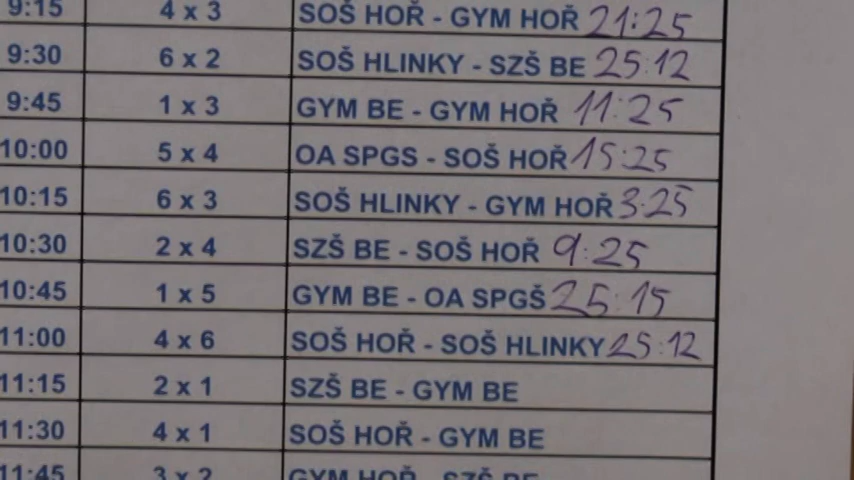 9:15 4 x 3 SOŠ HOŘ - GYM HOŘ 21:25
9:30 6 x 2 SOŠ HLINKY - SZŠ BE 25:12
9:45 1 x 3 GYM BE - GYM HOŘ 11:25
10:00 5 x 4 OA SPGS - SOŠ HOŘ 15:25
10:15 6 x 3 SOŠ HLINKY - GYM HOŘ 3:25
10:30 2 x 4 SZŠ BE - SOŠ HOŘ 9:25
10:45 1 x 5 GYM BE - OA SPGŠ 25:15
11:00 4 x 6 SOŠ HOŘ - SOŠ HLINKY 25:12
11:15 2 x 1 SZŠ BE - GYM BE
11:30 4 x 1 SOŠ HOŘ - GYM BE
11:45 3 x 2 GYM HOŘ - SZŠ BE